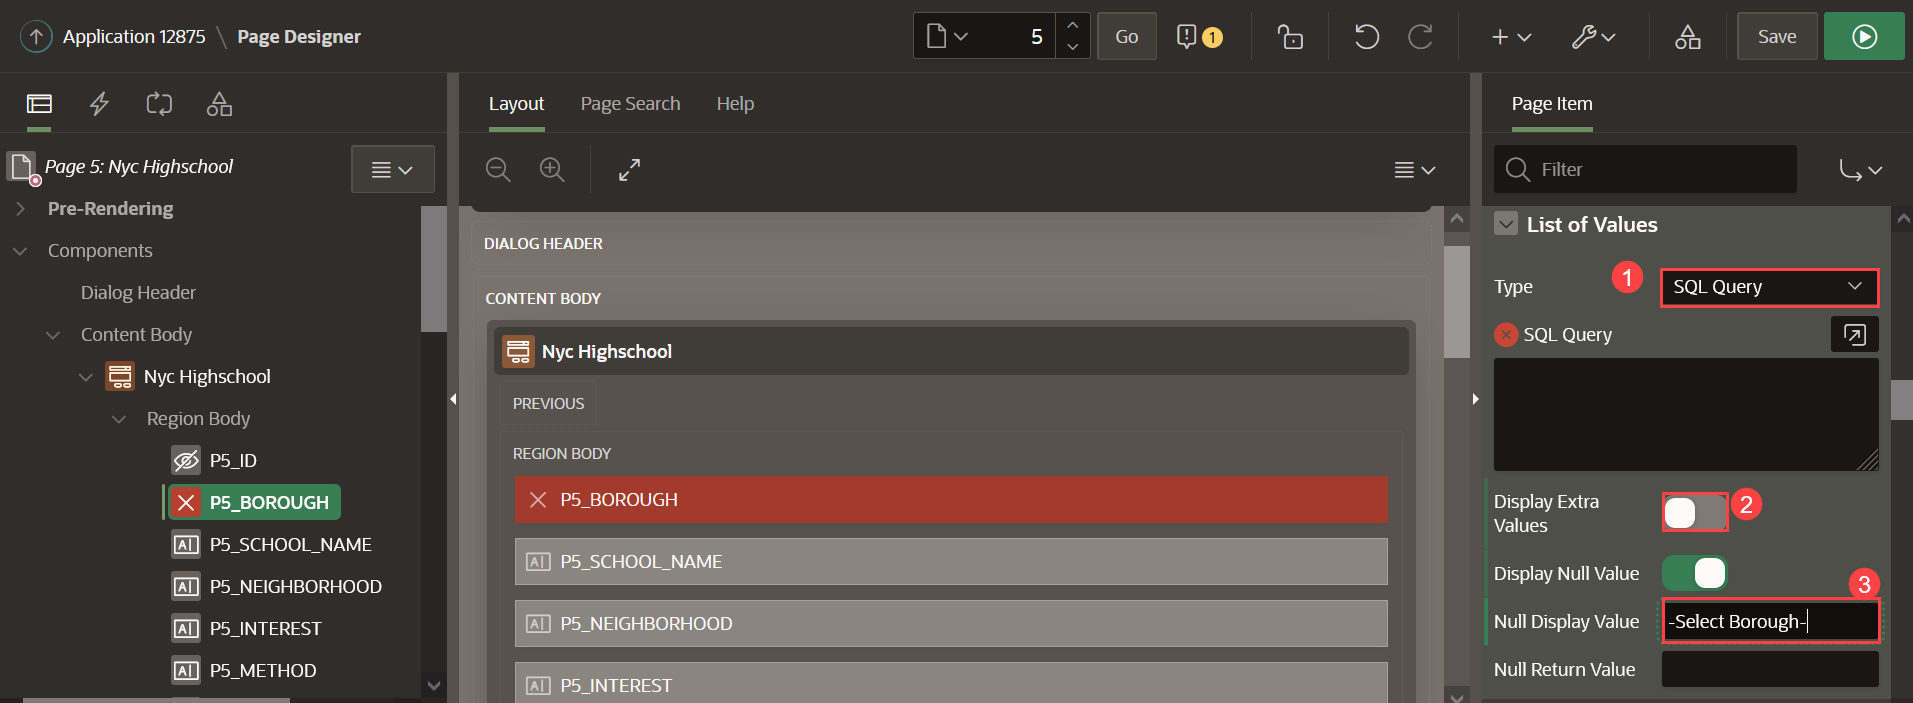 Application 12875 \ Page Designer
5
Go
1
Save
Page 5: Nyc Highschool
Pre-Rendering
Components
Dialog Header
Content Body
Nyc Highschool
Region Body
P5_ID
P5_BOROUGH
P5_SCHOOL_NAME
P5_NEIGHBORHOOD
P5_INTEREST
P5_METHOD
Layout
Page Search
Help
DIALOG HEADER
CONTENT BODY
Nyc Highschool
PREVIOUS
REGION BODY
P5_BOROUGH
A| P5_SCHOOL_NAME
A| P5_NEIGHBORHOOD
A| P5_INTEREST
Page Item
Filter
List of Values
Type
1
SQL Query
SQL Query
Display Extra
Values
2
Display Null Value
3
Null Display Value
-Select Borough-
Null Return Value